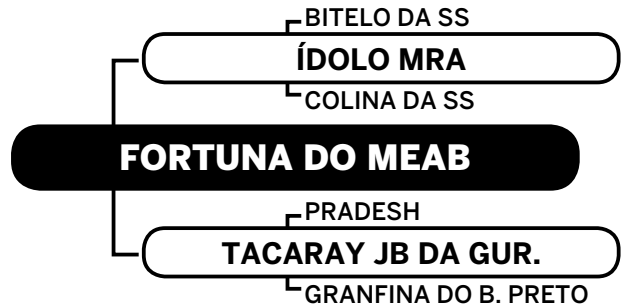 BITELO DA SS
ÍDOLO MRA
COLINA DA SS
FORTUNA DO MEAB
PRADESH
TACARAY JB DA GUR.
GRANFINA DO B. PRETO